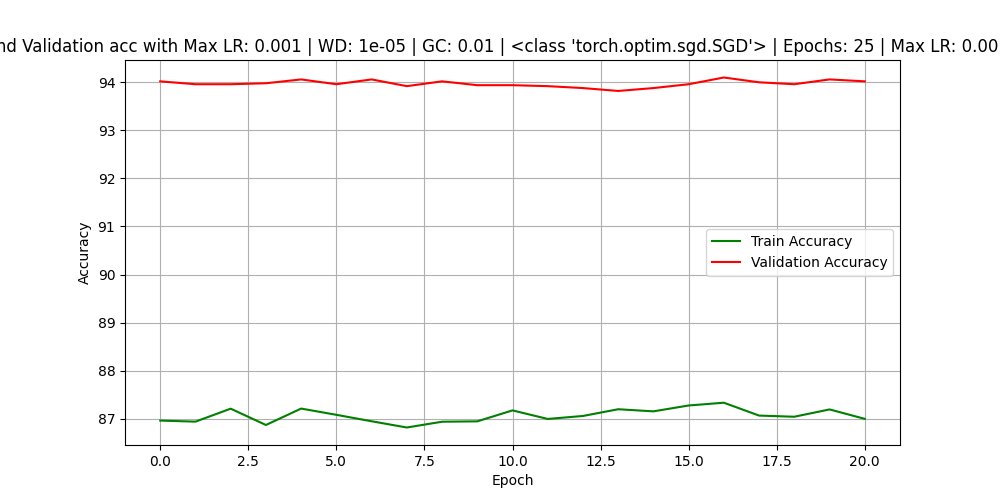 nd Validation acc with Max LR: 0.001 | WD: 1e-05 | GC: 0.01 | <class 'torch.optim.sgd.SGD'> | Epochs: 25 | Max LR: 0.00
94
93
92
91
90
89
88
87
Accuracy
Train Accuracy
Validation Accuracy
0.0 2.5 5.0 7.5 10.0 12.5 15.0 17.5 20.0
Epoch